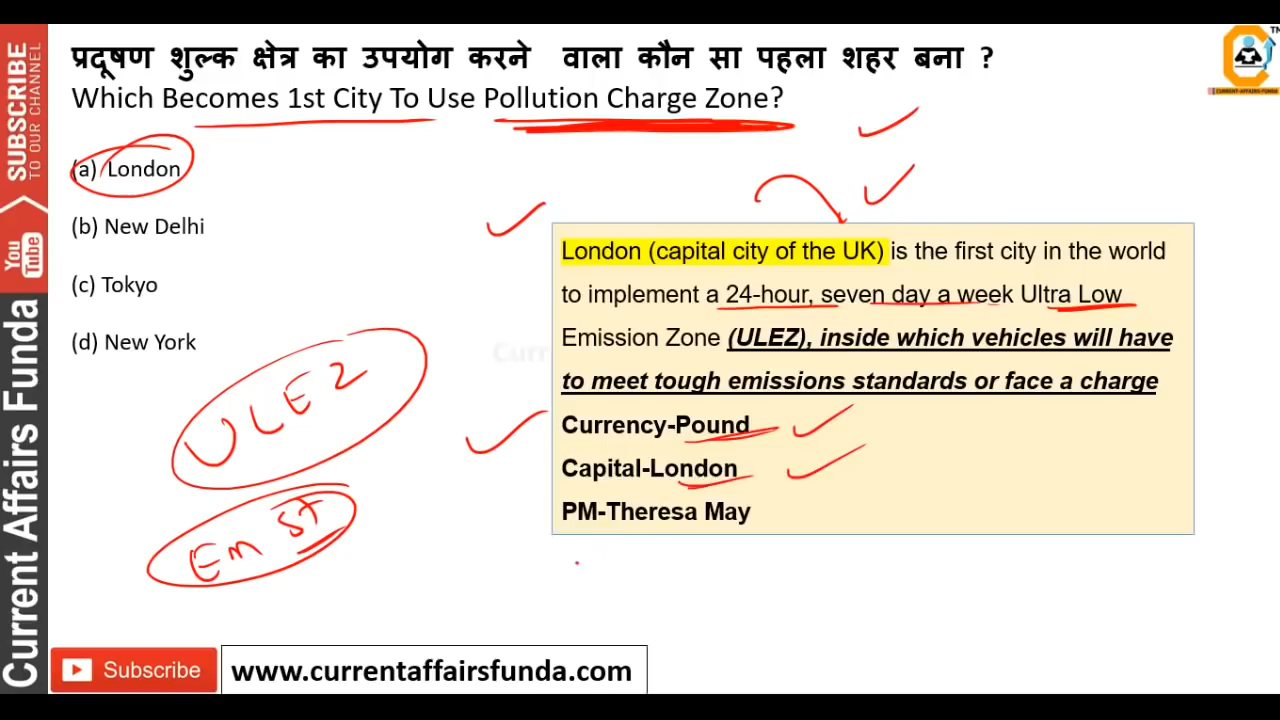 प्रदूषण शुल्क क्षेत्र का उपयोग करने वाला कौन सा पहला शहर बना ?
Which Becomes 1st City To Use Pollution Charge Zone?
(a) London
(b) New Delhi
(c) Tokyo
(d) New York
London (capital city of the UK) is the first city in the world
to implement a 24-hour, seven day a week Ultra Low
Emission Zone (ULEZ), inside which vehicles will have
to meet tough emissions standards or face a charge
Currency-Pound
Capital-London
PM-Theresa May
ULEZ
Em St
SUBSCRIBE
TO OUR CHANNEL
You
Tube
Current Affairs Funda
TM
CURRENT-AFFAIRS-FUNDA
Subscribe
www.currentaffairsfunda.com